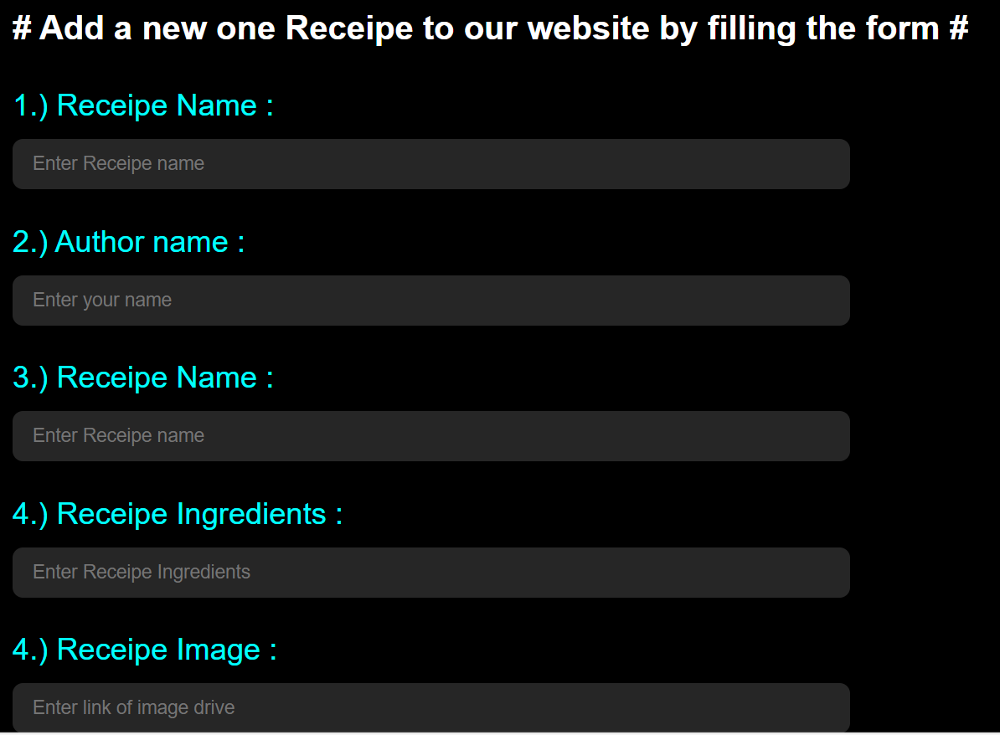 # Add a new one Receipe to our website by filling the form #
1.) Receipe Name :
Enter Receipe name
2.) Author name :
Enter your name
3.) Receipe Name :
Enter Receipe name
4.) Receipe Ingredients :
Enter Receipe Ingredients
4.) Receipe Image :
Enter link of image drive